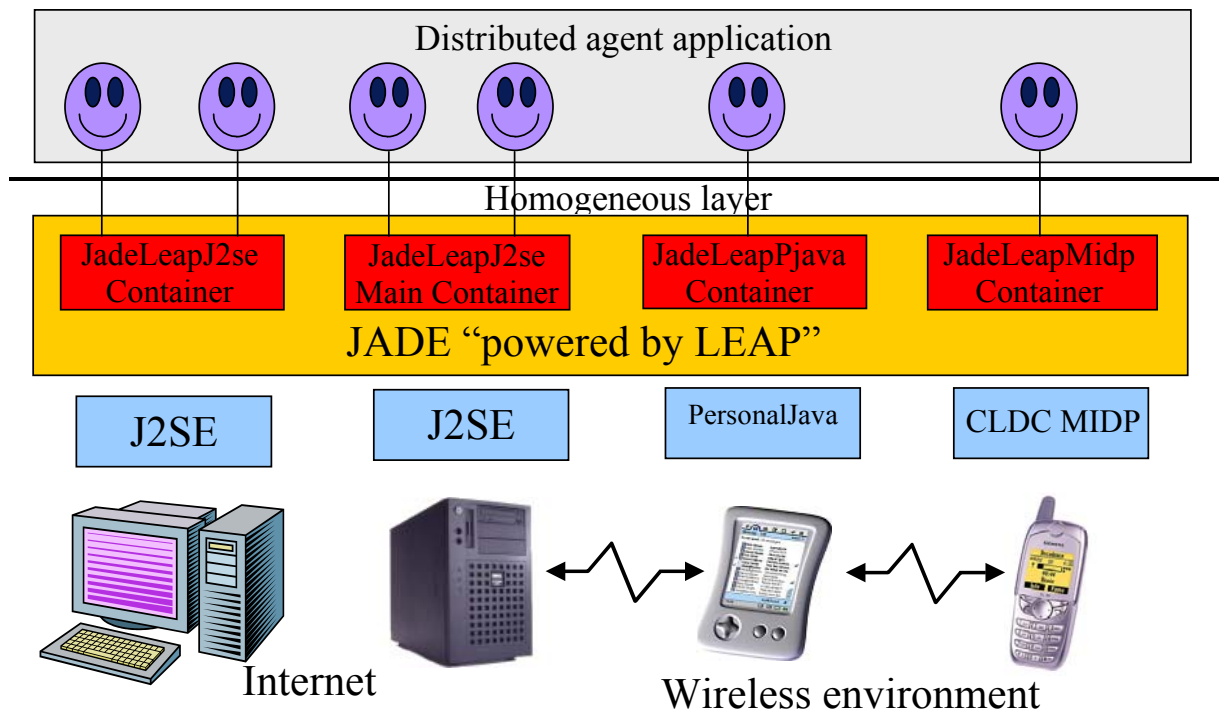 Distributed agent application
Homogeneous layer
JadeLeapJ2se
Container
JadeLeapJ2se
Main Container
JadeLeapPjava
Container
JadeLeapMidp
Container
JADE “powered by LEAP”
J2SE
J2SE
PersonalJava
CLDC MIDP
SIEMENS
Internet
Wireless environment